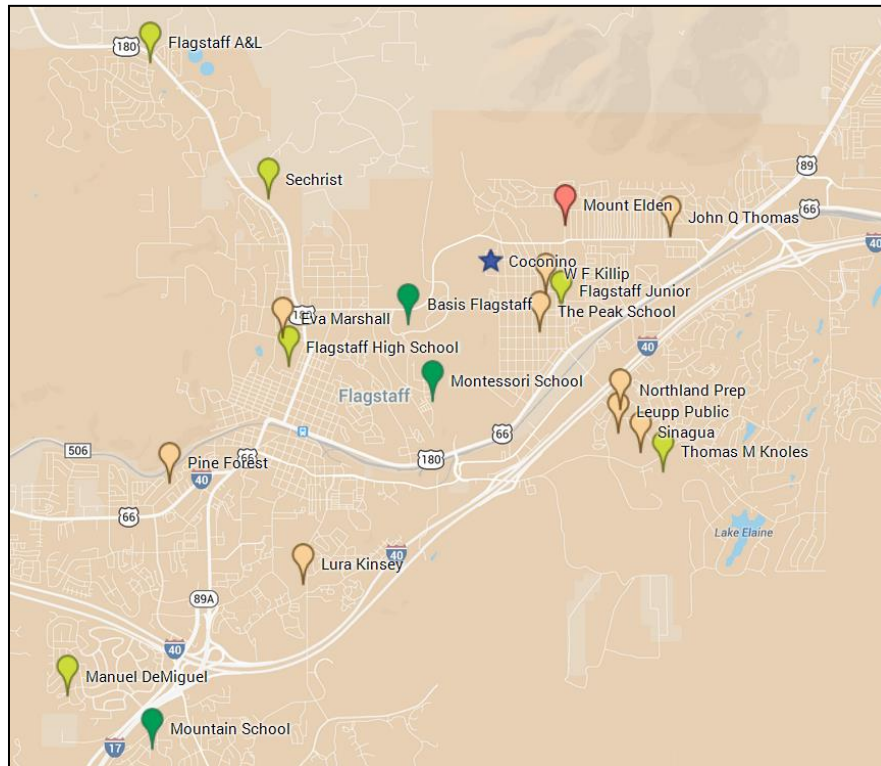 180
Flagstaff A&L
89
Sechrist
66
Mount Elden
John Q Thomas
40
Coconino
W F Killip
Flagstaff Junior
Basis Flagstaff
The Peak School
Eva Marshall
Flagstaff High School
40
Montessori School
Flagstaff
Northland Prep
Leupp Public
66
Sinagua
506
Thomas M Knoles
180
Pine Forest
40
66
Lake Elaine
40
Lura Kinsey
89A
40
Manuel DeMiguel
Mountain School
17